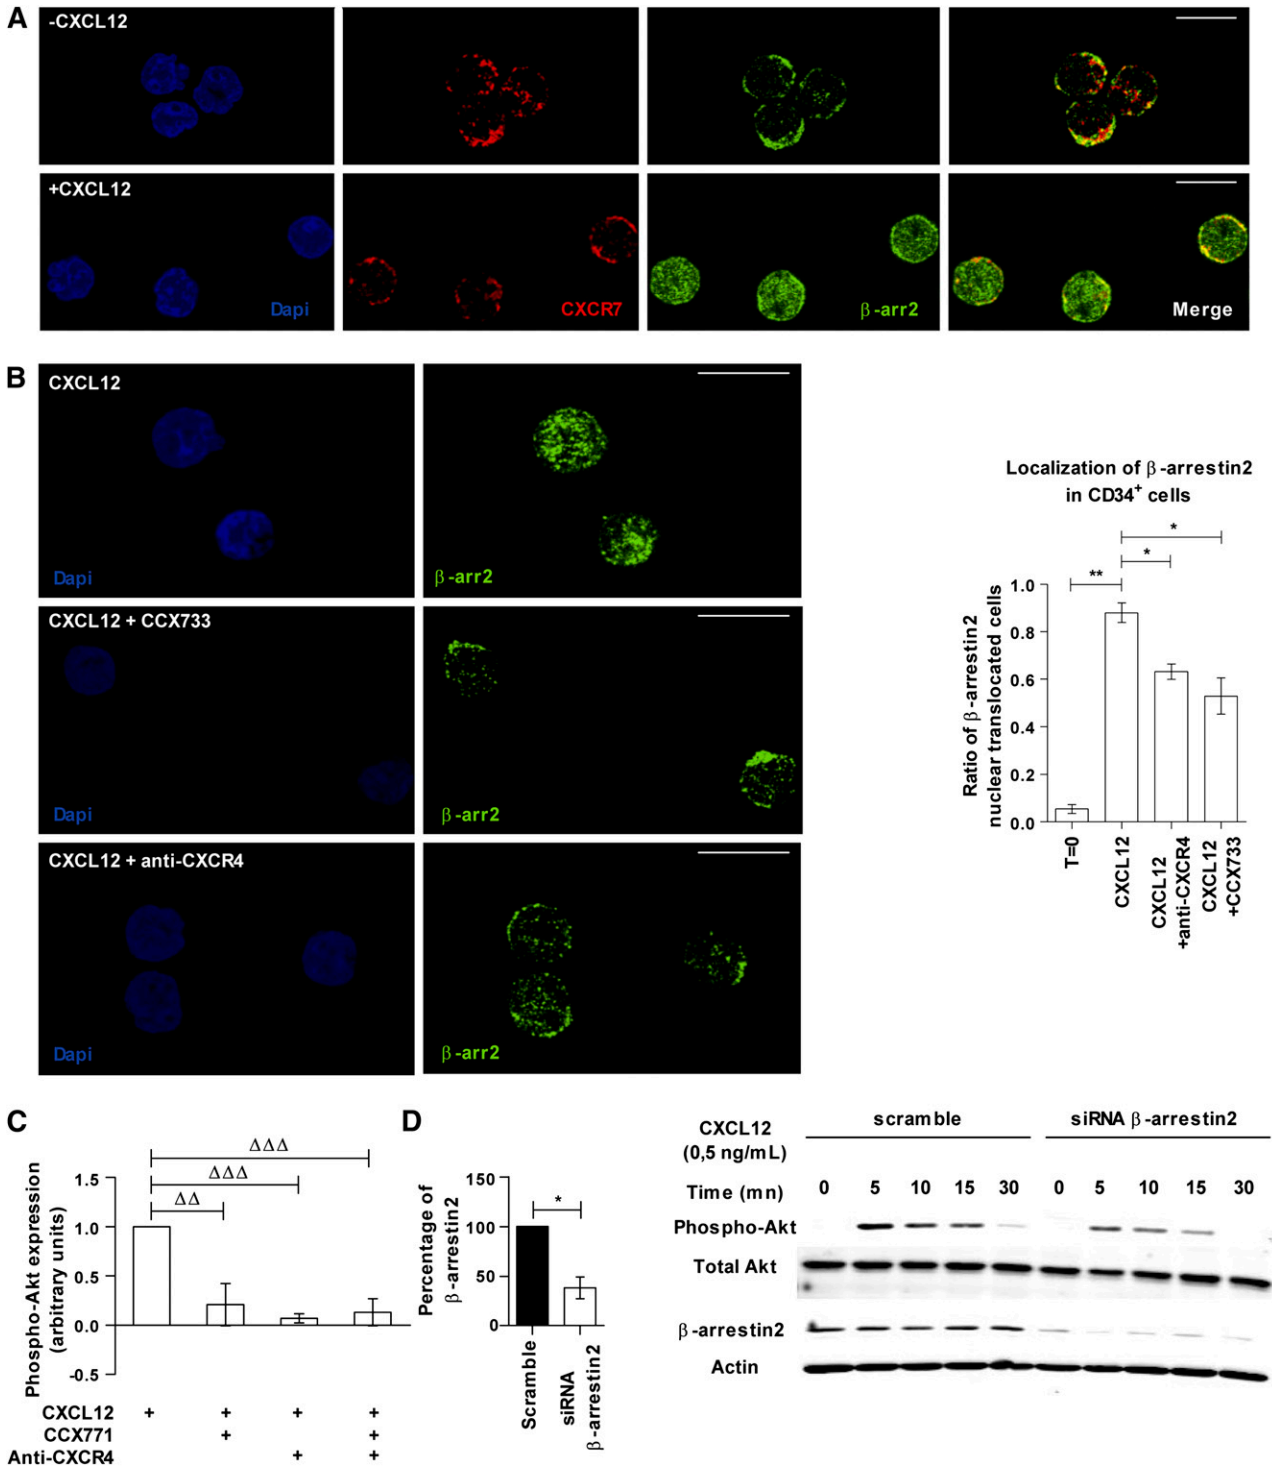 A
-CXCL12
+CXCL12
Dapi
CXCR7
β-arr2
Merge
B
CXCL12
Dapi
β-arr2
CXCL12 + CCX733
Dapi
β-arr2
CXCL12 + anti-CXCR4
Dapi
β-arr2
Localization of β-arrestin2
in CD34+ cells
*
*
**
Ratio of β-arrestin2
nuclear translocated cells
1.0
0.8
0.6
0.4
0.2
0.0
T=0
CXCL12
CXCL12
+anti-CXCR4
CXCL12
+CCX733
C
ΔΔΔ
ΔΔΔ
ΔΔ
Phospho-Akt expression
(arbitrary units)
1.5
1.0
0.5
0.0
-0.5
CXCL12 + + + +
CCX771 + +
Anti-CXCR4 + +
D
Percentage of
β-arrestin2
150
100
50
0
*
Scramble
siRNA
β-arrestin2
CXCL12
(0,5 ng/mL)
scramble
siRNA β-arrestin2
Time (mn) 0 5 10 15 30 0 5 10 15 30
Phospho-Akt
Total Akt
β-arrestin2
Actin